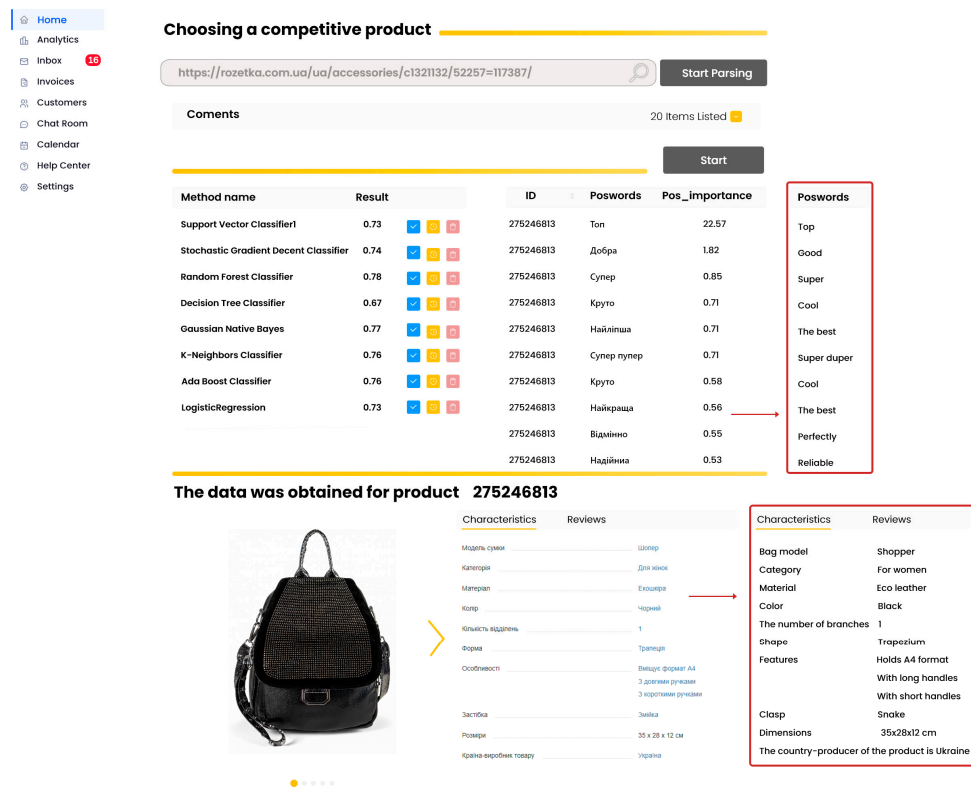 Home
Analytics
Inbox 16
Invoices
Customers
Chat Room
Calendar
Help Center
Settings
Choosing a competitive product
https://rozetka.com.ua/ua/accessories/c1321132/52257=117387/
Start Parsing
Coments
20 Items Listed
Start
Method name Result
Support Vector Classifier1 0.73
Stochastic Gradient Decent Classifier 0.74
Random Forest Classifier 0.78
Decision Tree Classifier 0.67
Gaussian Native Bayes 0.77
K-Neighbors Classifier 0.76
Ada Boost Classifier 0.76
LogisticRegression 0.73
ID Poswords Pos_importance
275246813 Топ 22.57
275246813 Добра 1.82
275246813 Супер 0.85
275246813 Круто 0.71
275246813 Найліпша 0.71
275246813 Супер пупер 0.71
275246813 Круто 0.58
275246813 Найкраща 0.56
275246813 Відмінно 0.55
275246813 Надійниа 0.53
Poswords
Top
Good
Super
Cool
The best
Super duper
Cool
The best
Perfectly
Reliable
The data was obtained for product 275246813
Characteristics Reviews
Модель сумки Шопер
Категорія Для жінок
Матеріал Екошкіра
Колір Чорний
Кількість відділень 1
Форма Трапеція
Особливості Вміщує формат А4
З довгими ручками
З короткими ручками
Застібка Змійка
Розміри 35 х 28 х 12 см
Країна-виробник товару Україна
Characteristics Reviews
Bag model Shopper
Category For women
Material Eco leather
Color Black
The number of branches 1
Shape Trapezium
Features Holds A4 format
With long handles
With short handles
Clasp Snake
Dimensions 35x28x12 cm
The country-producer of the product is Ukraine